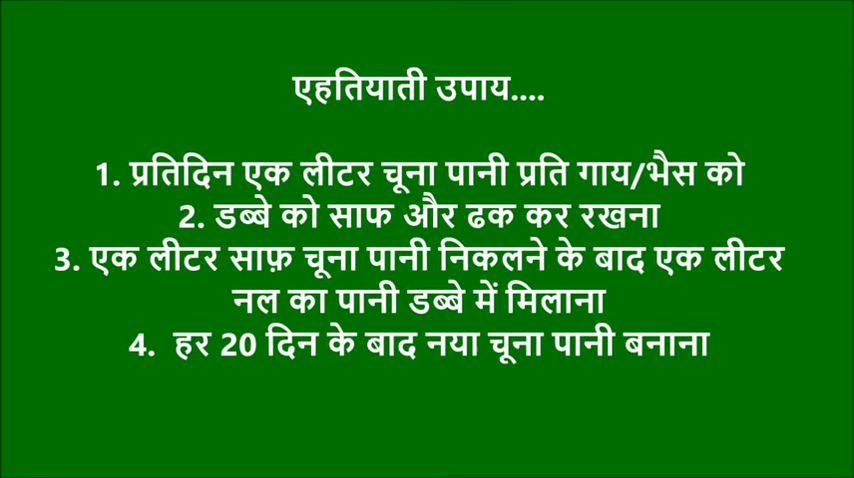 एहतियाती उपाय....
1. प्रतिदिन एक लीटर चूना पानी प्रति गाय/भैस को
2. डब्बे को साफ और ढक कर रखना
3. एक लीटर साफ़ चूना पानी निकलने के बाद एक लीटर
नल का पानी डब्बे में मिलाना
4. हर 20 दिन के बाद नया चूना पानी बनाना